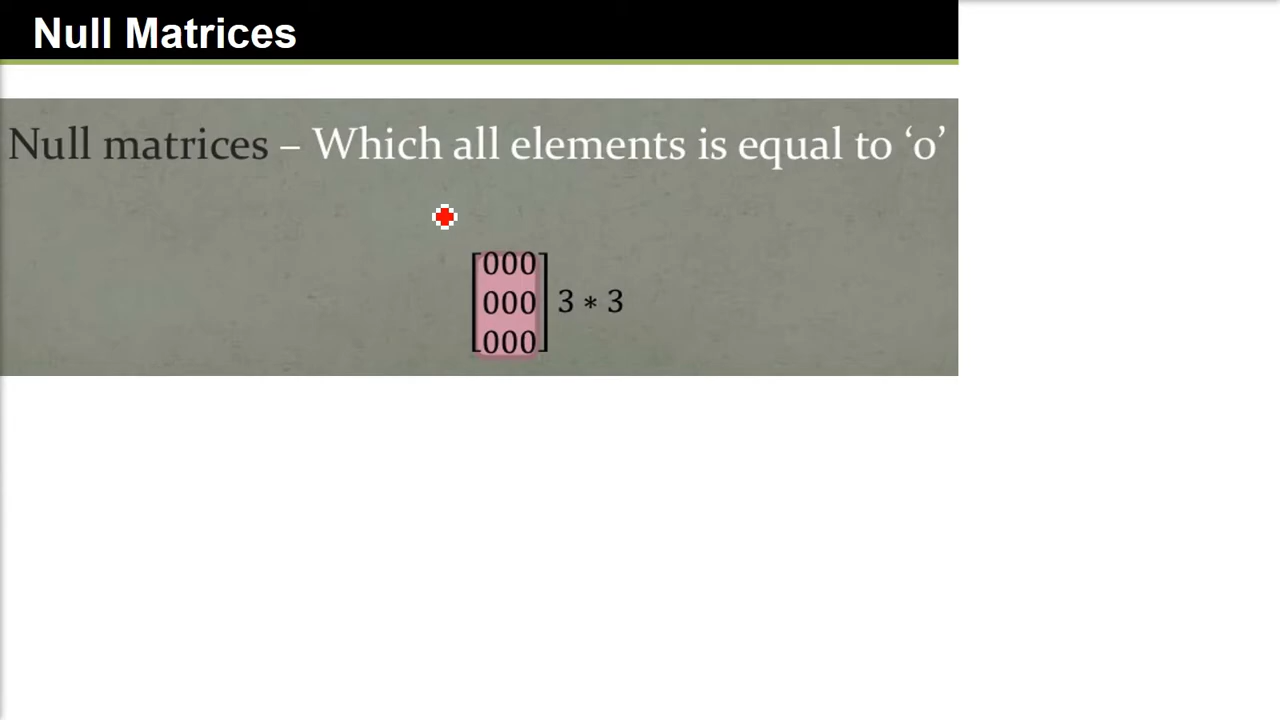 Null Matrices
Null matrices – Which all elements is equal to ‘o’
[000]
[000] 3 * 3
[000]